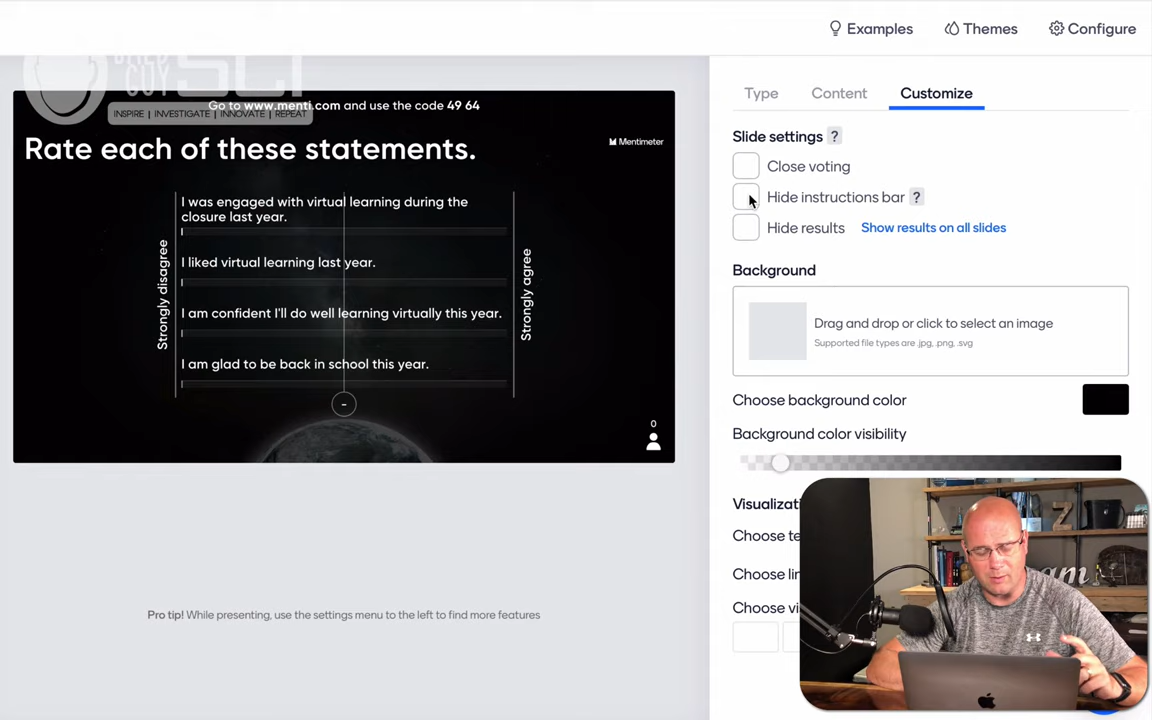 Examples
Themes
Configure
BALD
GUY
SCI
INSPIRE | INVESTIGATE | INNOVATE | REPEAT
Go to www.menti.com and use the code 49 64
Rate each of these statements.
Mentimeter
Strongly disagree
I was engaged with virtual learning during the
closure last year.
I liked virtual learning last year.
I am confident I'll do well learning virtually this year.
I am glad to be back in school this year.
Strongly agree
-
0
Pro tip! While presenting, use the settings menu to the left to find more features
Type
Content
Customize
Slide settings ?
Close voting
Hide instructions bar ?
Hide results Show results on all slides
Background
Drag and drop or click to select an image
Supported file types are .jpg, .png, .svg
Choose background color
Background color visibility
Choose
Choose
Z